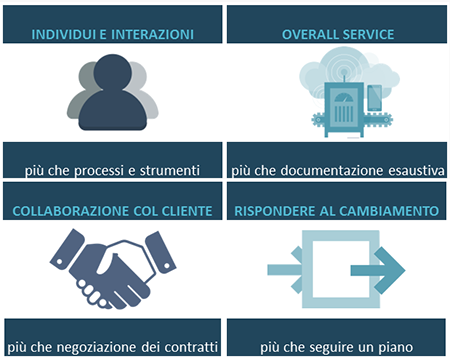 INDIVIDUI E INTERAZIONI
più che processi e strumenti
OVERALL SERVICE
più che documentazione esaustiva
COLLABORAZIONE COL CLIENTE
più che negoziazione dei contratti
RISPONDERE AL CAMBIAMENTO
più che seguire un piano